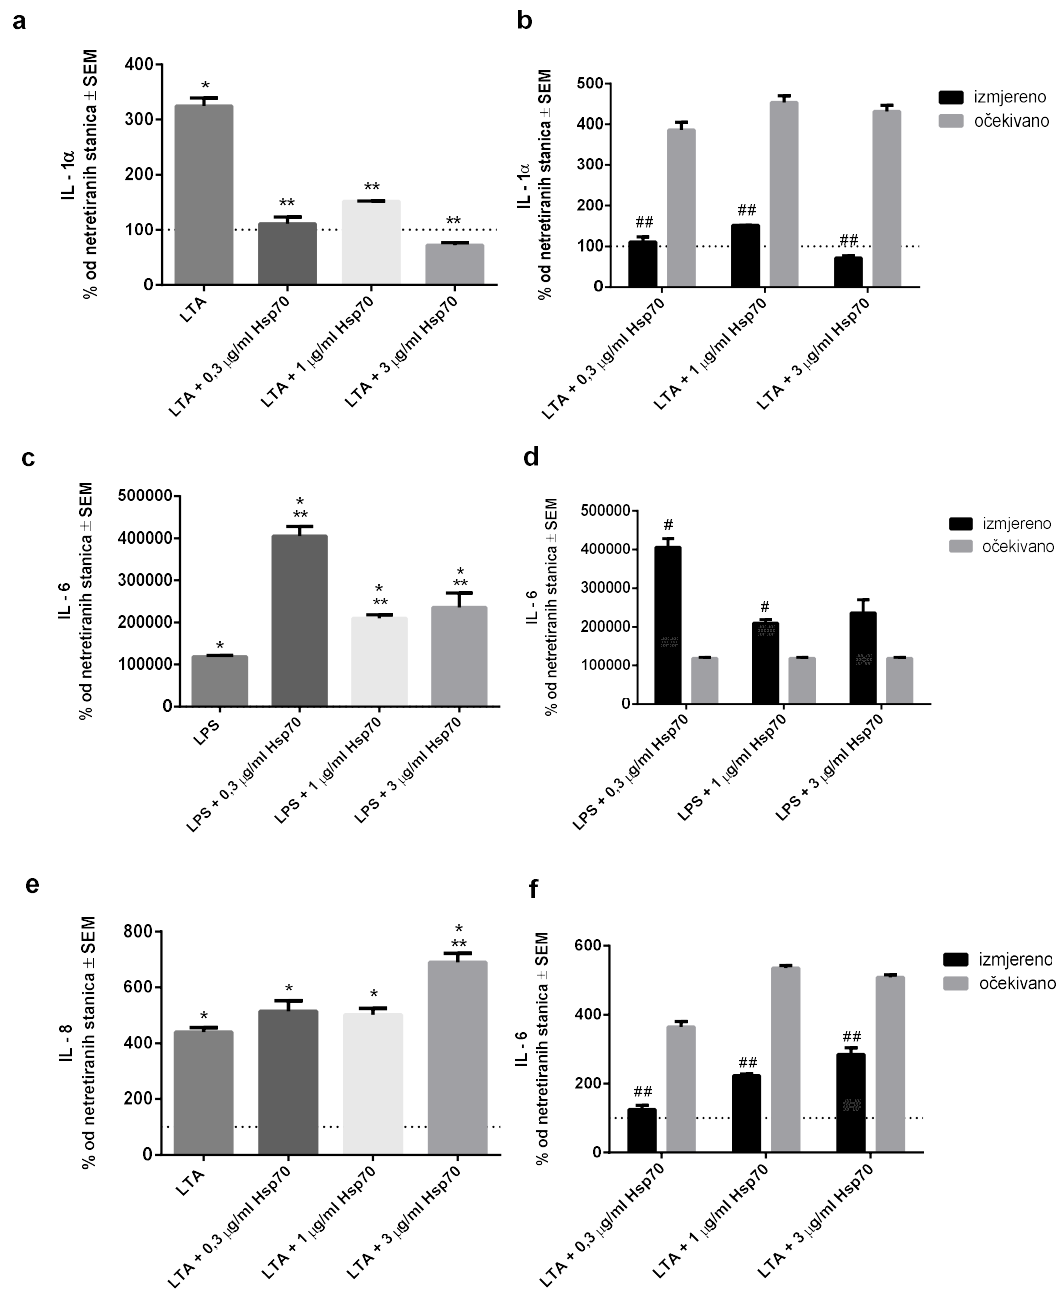 a
IL - 1α
% od netretiranih stanica ± SEM
400
300
200
100
0
*
**
**
**
LTA
LTA + 0,3 µg/ml Hsp70
LTA + 1 µg/ml Hsp70
LTA + 3 µg/ml Hsp70
b
IL - 1α
% od netretiranih stanica ± SEM
500
400
300
200
100
0
##
##
##
izmjereno
očekivano
LTA + 0,3 µg/ml Hsp70
LTA + 1 µg/ml Hsp70
LTA + 3 µg/ml Hsp70
c
IL - 6
% od netretiranih stanica ± SEM
500000
400000
300000
200000
100000
0
*
*
**
*
**
*
**
LPS
LPS + 0,3 µg/ml Hsp70
LPS + 1 µg/ml Hsp70
LPS + 3 µg/ml Hsp70
d
IL - 6
% od netretiranih stanica ± SEM
500000
400000
300000
200000
100000
0
#
#
izmjereno
očekivano
LPS + 0,3 µg/ml Hsp70
LPS + 1 µg/ml Hsp70
LPS + 3 µg/ml Hsp70
e
IL - 8
% od netretiranih stanica ± SEM
800
600
400
200
0
*
*
*
*
**
LTA
LTA + 0,3 µg/ml Hsp70
LTA + 1 µg/ml Hsp70
LTA + 3 µg/ml Hsp70
f
IL - 6
% od netretiranih stanica ± SEM
600
400
200
0
##
##
##
izmjereno
očekivano
LTA + 0,3 µg/ml Hsp70
LTA + 1 µg/ml Hsp70
LTA + 3 µg/ml Hsp70